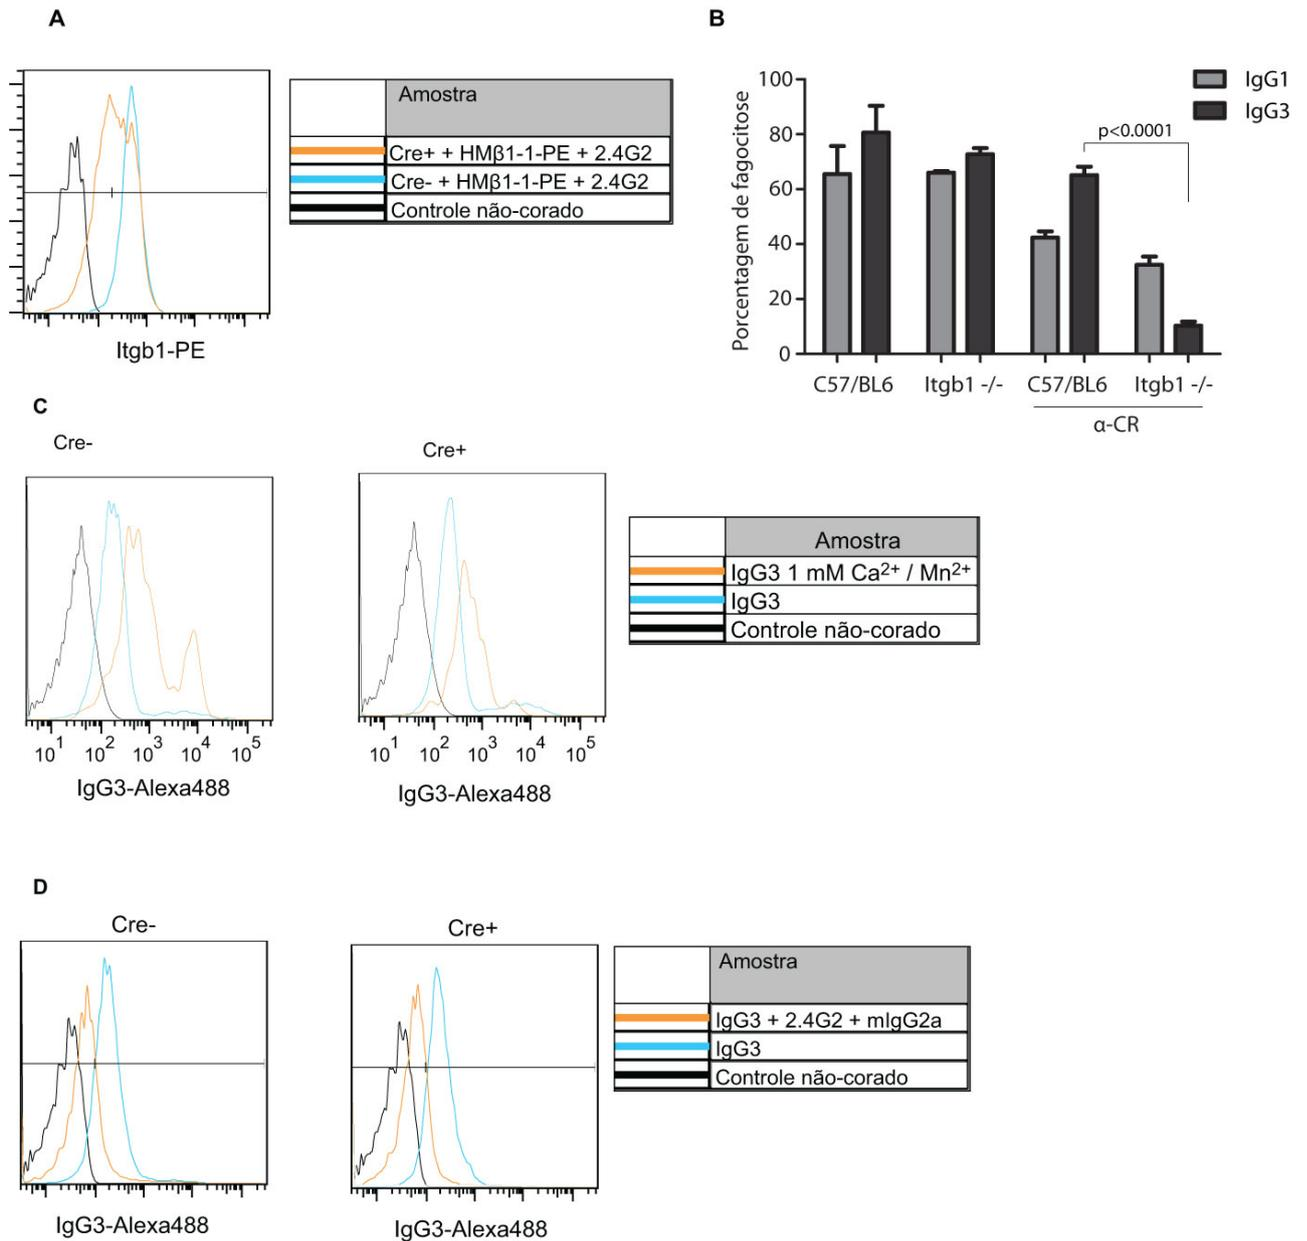 A
Amostra
Cre+ + HMβ1-1-PE + 2.4G2
Cre- + HMβ1-1-PE + 2.4G2
Controle não-corado
Itgb1-PE
B
Porcentagem de fagocitose
100
80
60
40
20
0
IgG1
IgG3
p<0.0001
C57/BL6 Itgb1 -/- C57/BL6 Itgb1 -/-
α-CR
C
Cre-
10¹ 10² 10³ 10⁴ 10⁵
IgG3-Alexa488
Cre+
10¹ 10² 10³ 10⁴ 10⁵
IgG3-Alexa488
Amostra
IgG3 1 mM Ca²⁺ / Mn²⁺
IgG3
Controle não-corado
D
Cre-
IgG3-Alexa488
Cre+
IgG3-Alexa488
Amostra
IgG3 + 2.4G2 + mIgG2a
IgG3
Controle não-corado